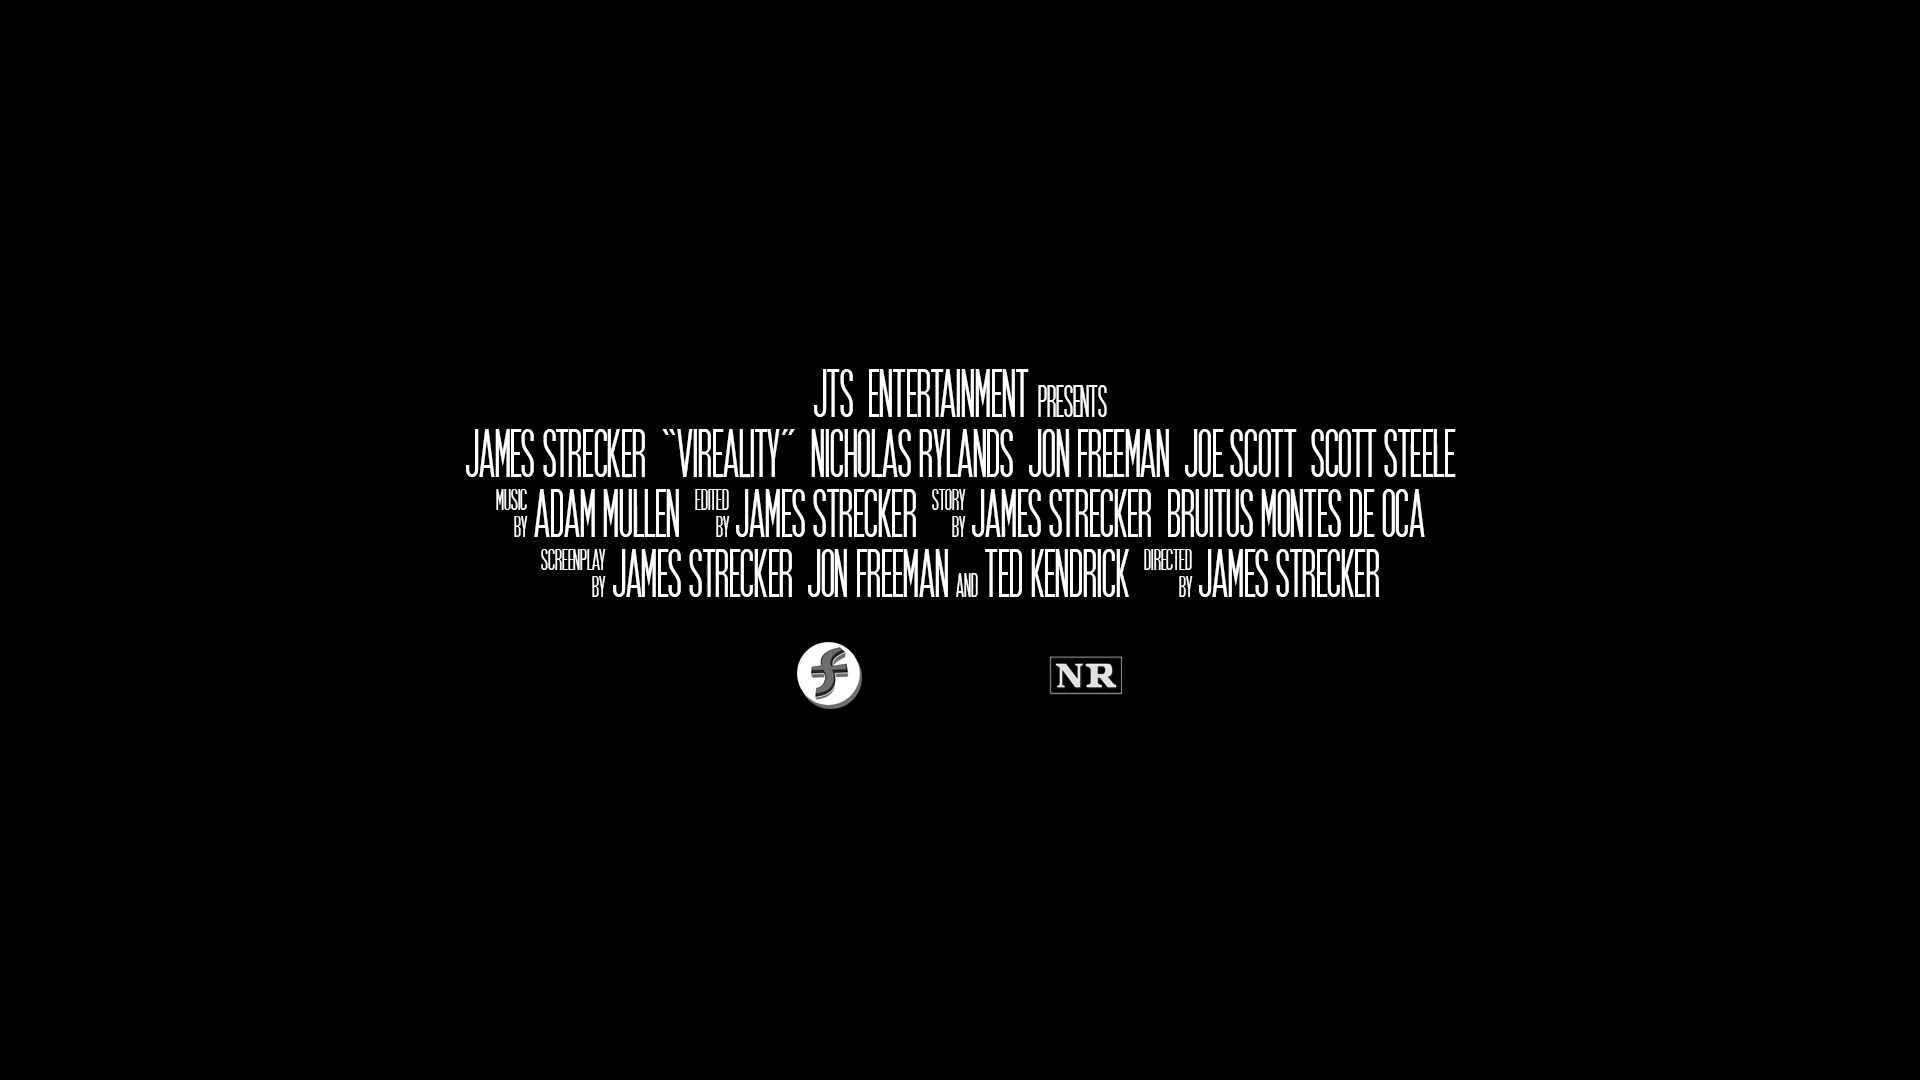 JTS ENTERTAINMENT PRESENTS
JAMES STRECKER “VIREALITY” NICHOLAS RYLANDS JON FREEMAN JOE SCOTT SCOTT STEELE
MUSIC BY ADAM MULLEN EDITED BY JAMES STRECKER STORY BY JAMES STRECKER BRUITUS MONTES DE OCA
SCREENPLAY BY JAMES STRECKER JON FREEMAN AND TED KENDRICK DIRECTED BY JAMES STRECKER
f NR